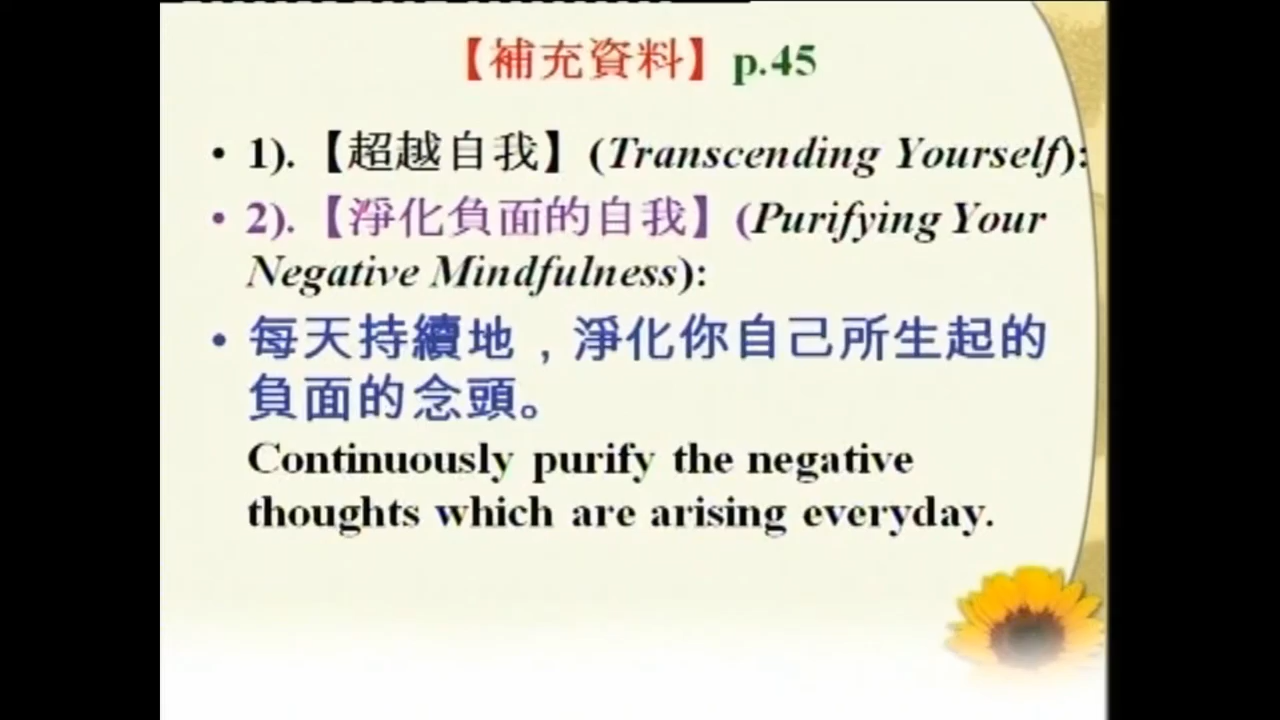 【補充資料】p.45
• 1).【超越自我】(Transcending Yourself):
• 2).【淨化負面的自我】(Purifying Your
Negative Mindfulness):
• 每天持續地，淨化你自己所生起的
負面的念頭。
Continuously purify the negative
thoughts which are arising everyday.